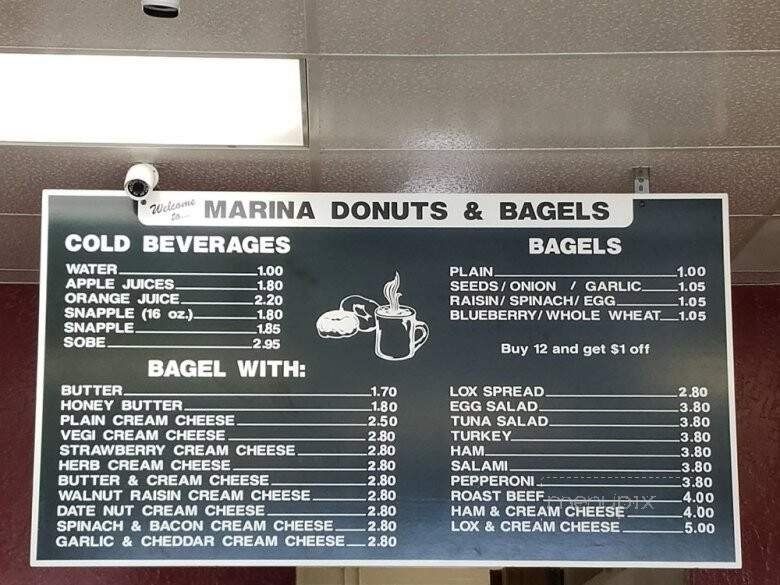 Welcome
to...
MARINA DONUTS & BAGELS
COLD BEVERAGES
WATER 1.00
APPLE JUICES 1.80
ORANGE JUICE 2.20
SNAPPLE (16 oz.) 1.80
SNAPPLE 1.85
SOBE 2.95
BAGELS
PLAIN 1.00
SEEDS/ONION / GARLIC 1.05
RAISIN/SPINACH/EGG 1.05
BLUEBERRY/WHOLE WHEAT 1.05
Buy 12 and get $1 off
BAGEL WITH:
BUTTER 1.70
HONEY BUTTER 1.80
PLAIN CREAM CHEESE 2.50
VEGI CREAM CHEESE 2.80
STRAWBERRY CREAM CHEESE 2.80
HERB CREAM CHEESE 2.80
BUTTER & CREAM CHEESE 2.80
WALNUT RAISIN CREAM CHEESE 2.80
DATE NUT CREAM CHEESE 2.80
SPINACH & BACON CREAM CHEESE 2.80
GARLIC & CHEDDAR CREAM CHEESE 2.80
LOX SPREAD 2.80
EGG SALAD 3.80
TUNA SALAD 3.80
TURKEY 3.80
HAM 3.80
SALAMI 3.80
PEPPERONI 3.80
ROAST BEEF 4.00
HAM & CREAM CHEESE 4.00
LOX & CREAM CHEESE 5.00
menupix